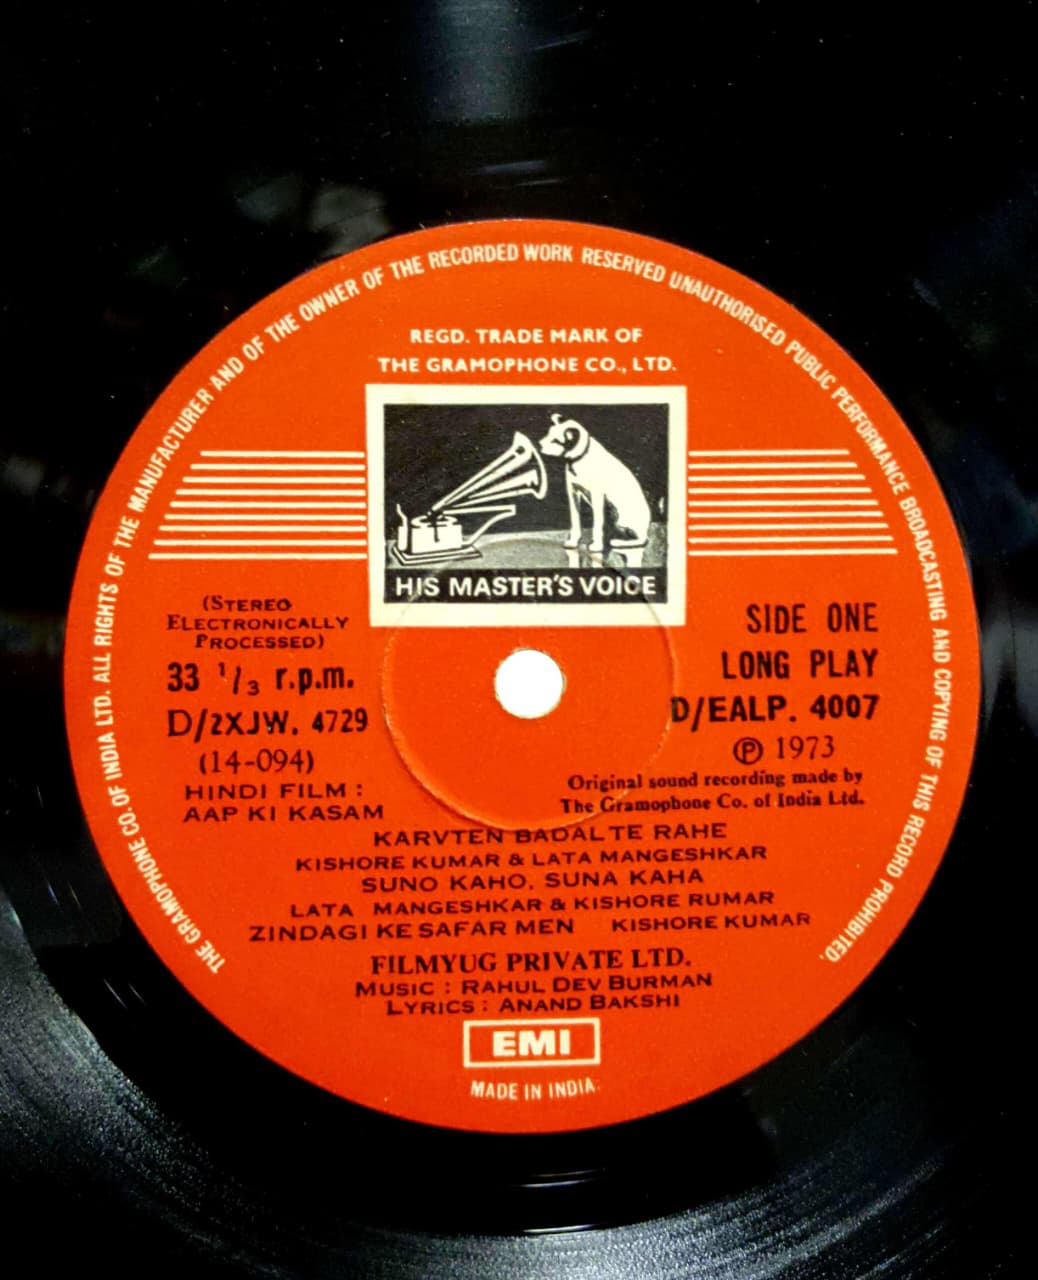 THE GRAMOPHONE CO. OF INDIA LTD. ALL RIGHTS OF THE MANUFACTURER AND OF THE OWNER OF THE RECORDED WORK RESERVED UNAUTHORISED PUBLIC PERFORMANCE BROADCASTING AND COPYING OF THIS RECORD PROHIBITED.
REGD. TRADE MARK OF
THE GRAMOPHONE CO., LTD.
HIS MASTER'S VOICE
(STEREO
ELECTRONICALLY
PROCESSED)
33 1/3 r.p.m.
D/2XJW. 4729
(14-094)
HINDI FILM :
AAP KI KASAM
SIDE ONE
LONG PLAY
D/EALP. 4007
Ⓟ 1973
Original sound recording made by
The Gramophone Co. of India Ltd.
KARVTEN BADAL TE RAHE
KISHORE KUMAR & LATA MANGESHKAR
SUNO KAHO, SUNA KAHA
LATA MANGESHKAR & KISHORE RUMAR
ZINDAGI KE SAFAR MEN KISHORE KUMAR
FILMYUG PRIVATE LTD.
MUSIC : RAHUL DEV BURMAN
LYRICS : ANAND BAKSHI
EMI
MADE IN INDIA.